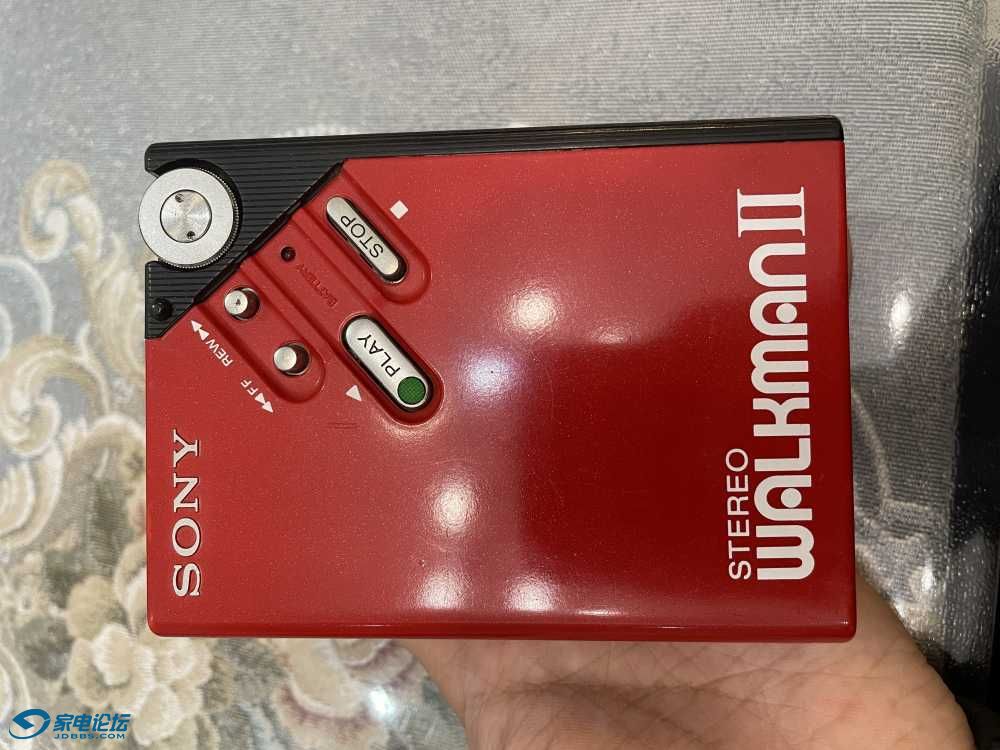 SONY
◀◀ REW
▶▶ FF
BATTERY
STOP
PLAY
STEREO
WALKMAN II
家电论坛
JDBBS.COM